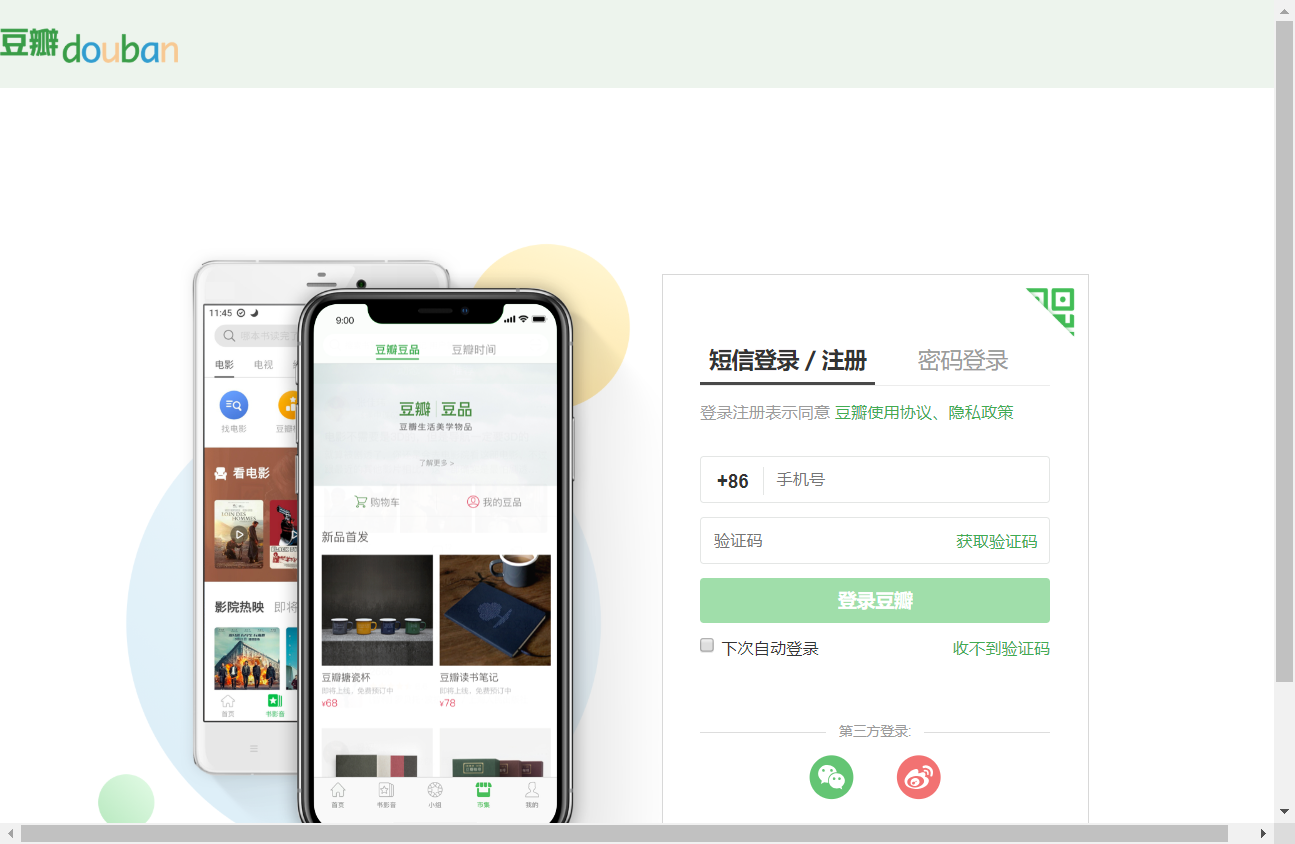 豆瓣douban
11:45
电影 电视
找电影
看电影
影院热映 即将
首页 书影音
9:00
豆瓣豆品 豆瓣时间
豆瓣 豆品
豆瓣生活美学物品
了解更多 >
购物车 我的豆品
新品首发
豆瓣搪瓷杯 豆瓣读书笔记
即将上线，免费预订中 即将上线，免费预订中
¥68 ¥78
首页 书影音 小组 市集 我的
短信登录 / 注册 密码登录
登录注册表示同意 豆瓣使用协议、隐私政策
+86 手机号
验证码 获取验证码
登录豆瓣
下次自动登录 收不到验证码
第三方登录: